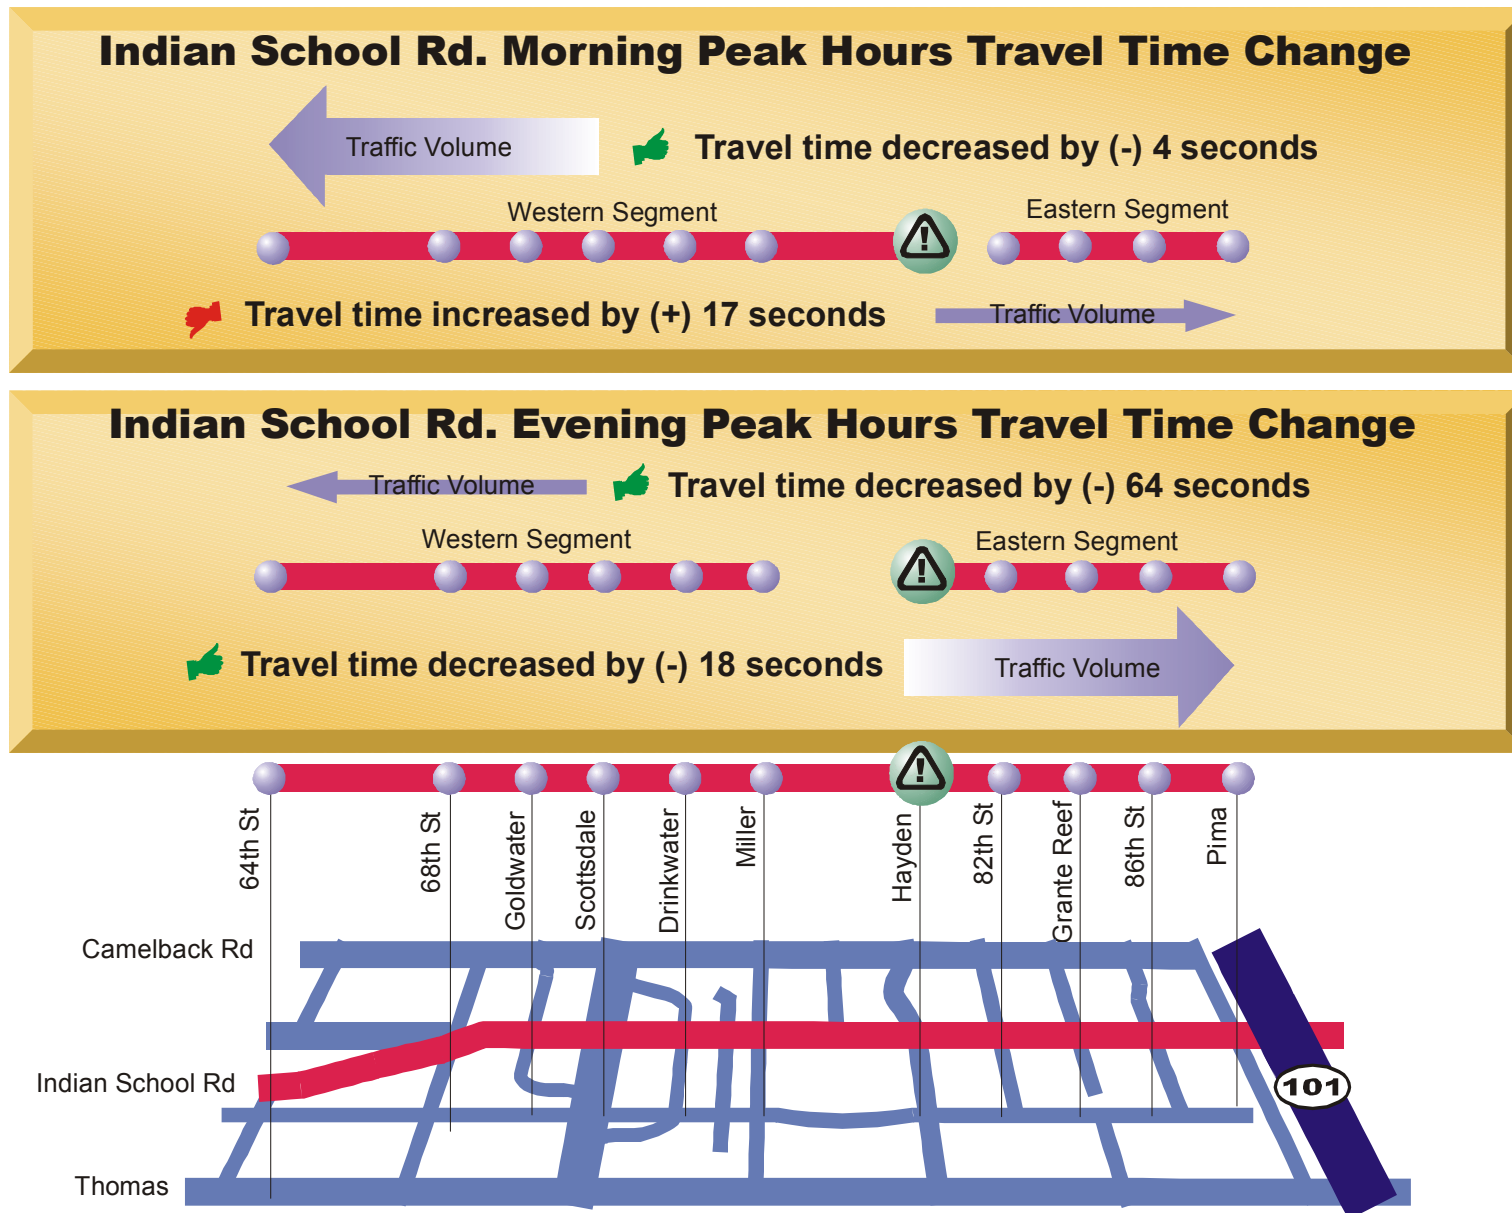 Indian School Rd. Morning Peak Hours Travel Time Change
Traffic Volume
Travel time decreased by (-) 4 seconds
Western Segment
Eastern Segment
!
Travel time increased by (+) 17 seconds
Traffic Volume
Indian School Rd. Evening Peak Hours Travel Time Change
Traffic Volume
Travel time decreased by (-) 64 seconds
Western Segment
Eastern Segment
!
Travel time decreased by (-) 18 seconds
Traffic Volume
!
64th St
68th St
Goldwater
Scottsdale
Drinkwater
Miller
Hayden
82th St
Grante Reef
86th St
Pima
Camelback Rd
Indian School Rd
101
Thomas